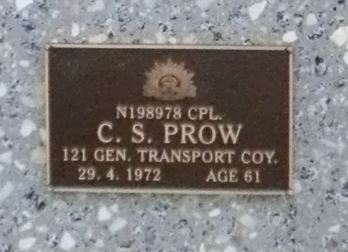 N198978 CPL.
C. S. PROW
121 GEN. TRANSPORT COY.
29. 4. 1972 AGE 61